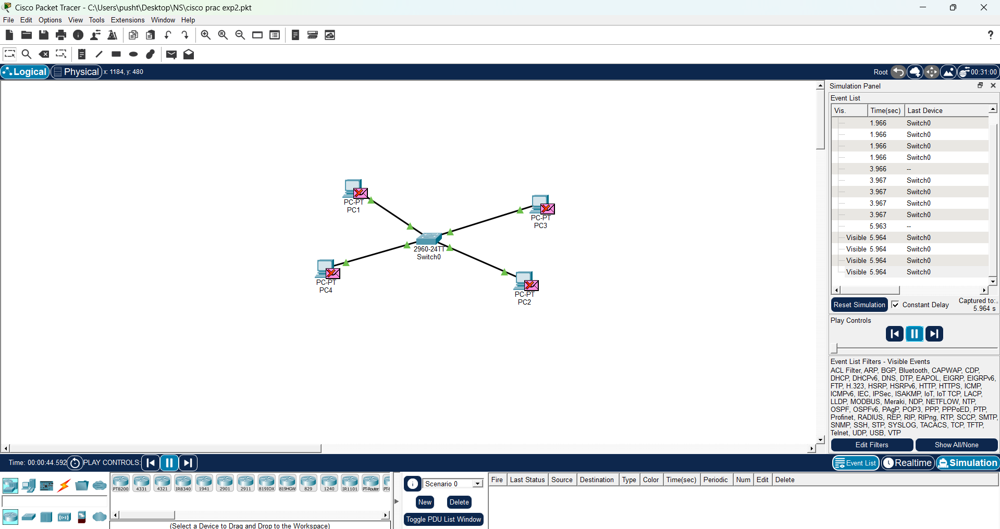 Cisco Packet Tracer - C:\Users\pusht\Desktop\NS\cisco prac exp2.pkt
File Edit Options View Tools Extensions Window Help
Logical Physical x: 1184, y: 480 Root 00:31:00
Simulation Panel
Event List
Vis. Time(sec) Last Device
1.966 Switch0
1.966 Switch0
1.966 Switch0
1.966 Switch0
3.966 --
3.967 Switch0
3.967 Switch0
3.967 Switch0
3.967 Switch0
5.963 --
Visible 5.964 Switch0
Visible 5.964 Switch0
Visible 5.964 Switch0
Visible 5.964 Switch0
Reset Simulation Constant Delay Captured to:
5.964 s
Play Controls
Event List Filters - Visible Events
ACL Filter, ARP, BGP, Bluetooth, CAPWAP, CDP,
DHCP, DHCPv6, DNS, DTP, EAPOL, EIGRP, EIGRPv6,
FTP, H.323, HSRP, HSRPv6, HTTP, HTTPS, ICMP,
ICMPv6, IEC, IPSec, ISAKMP, IoT, IoT TCP, LACP,
LLDP, MODBUS, Meraki, NDP, NETFLOW, NTP,
OSPF, OSPFv6, PAgP, POP3, PPP, PPPoED, PTP,
Profinet, RADIUS, REP, RIP, RIPng, RTP, SCCP, SMTP,
SNMP, SSH, STP, SYSLOG, TACACS, TCP, TFTP,
Telnet, UDP, USB, VTP
Edit Filters Show All/None
PC-PT
PC1
PC-PT
PC3
2960-24TT
Switch0
PC-PT
PC4
PC-PT
PC2
Time: 00:00:44.592 PLAY CONTROLS: Event List Realtime Simulation
PT8200 4331 4321 IR8340 1941 2901 2911 819IOX 819HGW 829 1240 IR1101 PT-Router
(Select a Device to Drag and Drop to the Workspace)
Scenario 0
New Delete
Toggle PDU List Window
Fire Last Status Source Destination Type Color Time(sec) Periodic Num Edit Delete